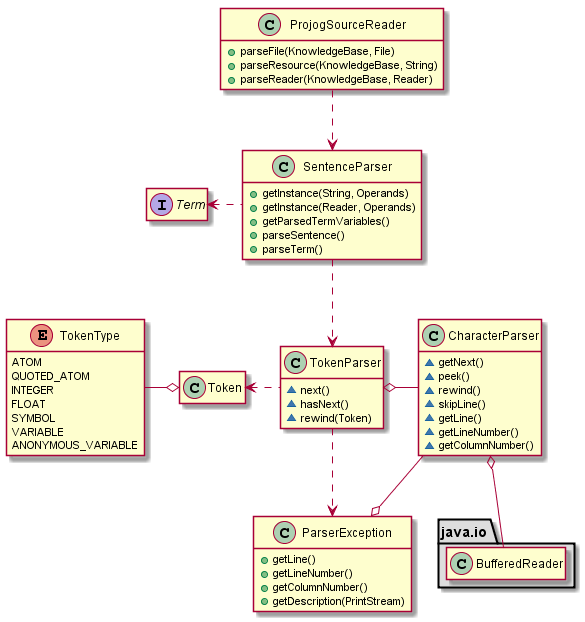 C ProjogSourceReader
parseFile(KnowledgeBase, File)
parseResource(KnowledgeBase, String)
parseReader(KnowledgeBase, Reader)
C SentenceParser
getInstance(String, Operands)
getInstance(Reader, Operands)
getParsedTermVariables()
parseSentence()
parseTerm()
I Term
E TokenType
ATOM
QUOTED_ATOM
INTEGER
FLOAT
SYMBOL
VARIABLE
ANONYMOUS_VARIABLE
C Token
C TokenParser
next()
hasNext()
rewind(Token)
C CharacterParser
getNext()
peek()
rewind()
skipLine()
getLine()
getLineNumber()
getColumnNumber()
C ParserException
getLine()
getLineNumber()
getColumnNumber()
getDescription(PrintStream)
java.io
C BufferedReader